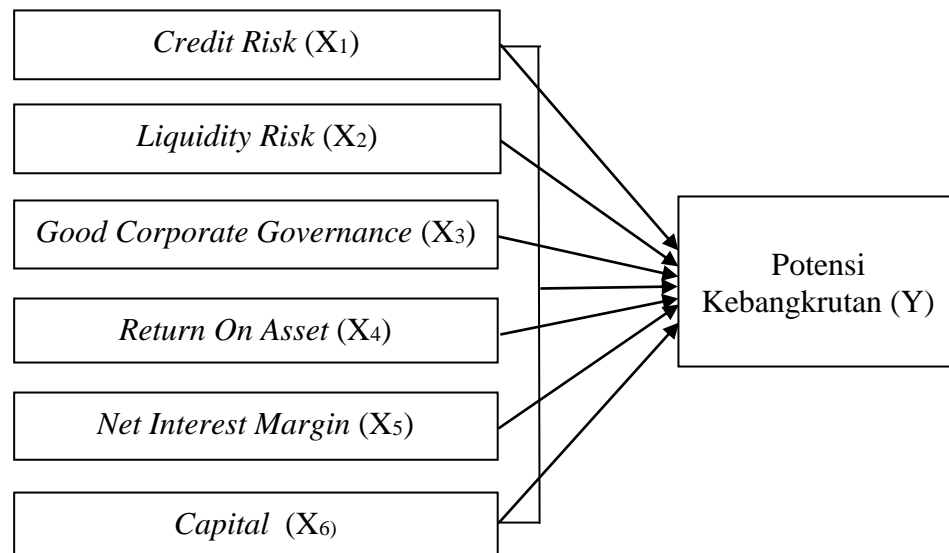 Credit Risk (X1)
Liquidity Risk (X2)
Good Corporate Governance (X3)
Return On Asset (X4)
Net Interest Margin (X5)
Capital (X6)
Potensi
Kebangkrutan (Y)